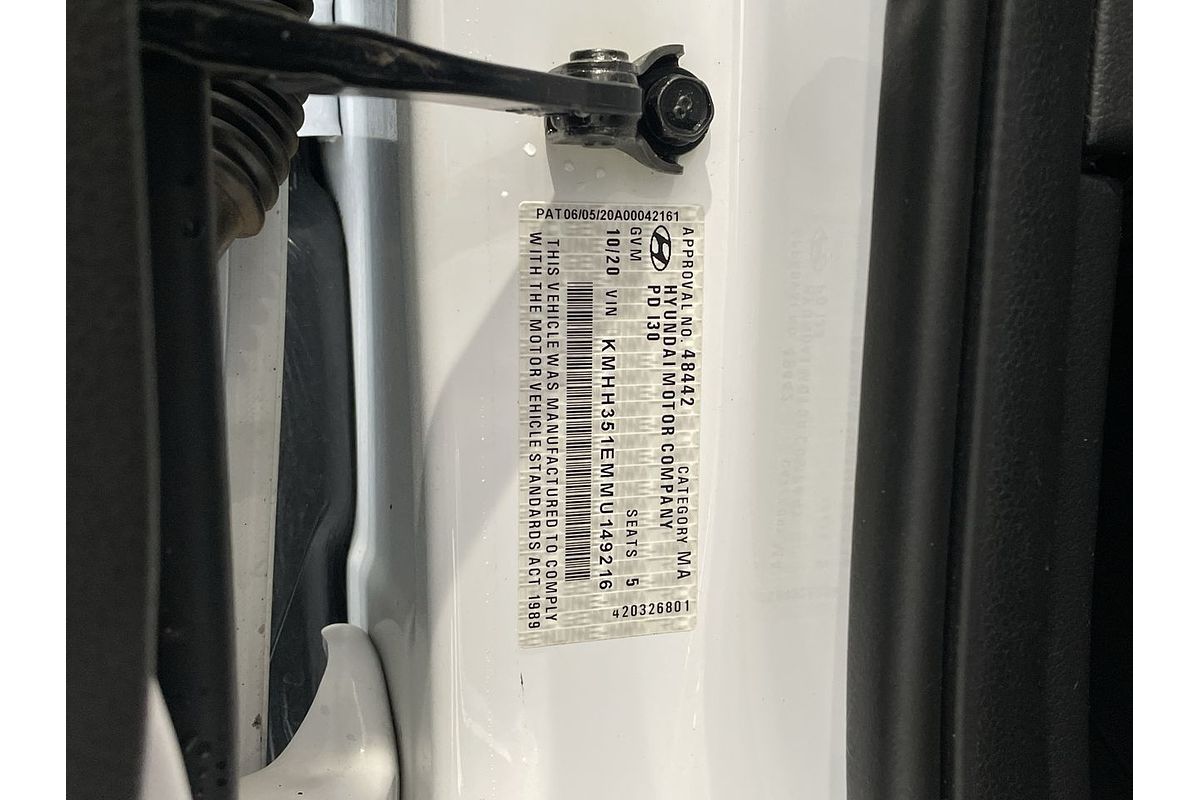 APPROVAL NO. 48442 CATEGORY MA
HYUNDAI MOTOR COMPANY
PD I30
GVM SEATS 5
10/20 VIN KMHH351EMMU149216
THIS VEHICLE WAS MANUFACTURED TO COMPLY
WITH THE MOTOR VEHICLE STANDARDS ACT 1989
420326801
PAT06/05/20A00042161